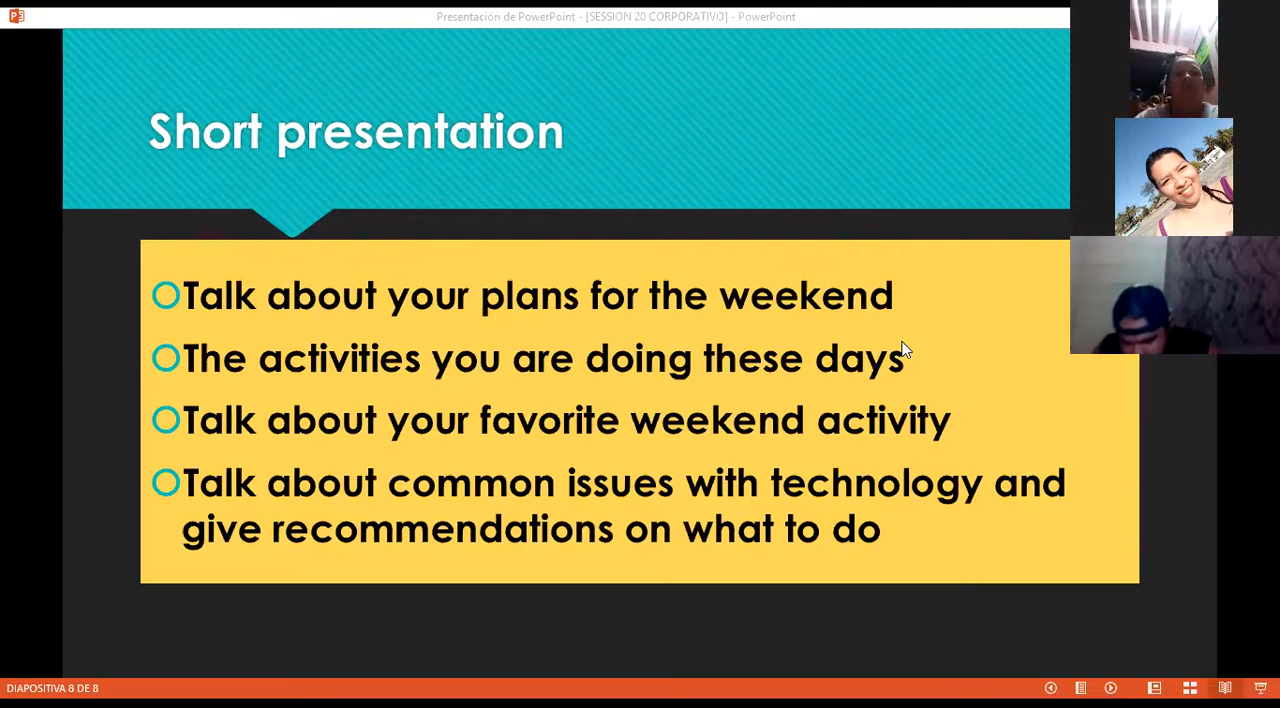 Presentación de PowerPoint - [SESSION 20 CORPORATIVO] - PowerPoint
Short presentation
Talk about your plans for the weekend
The activities you are doing these days
Talk about your favorite weekend activity
Talk about common issues with technology and
give recommendations on what to do
DIAPOSITIVA 8 DE 8